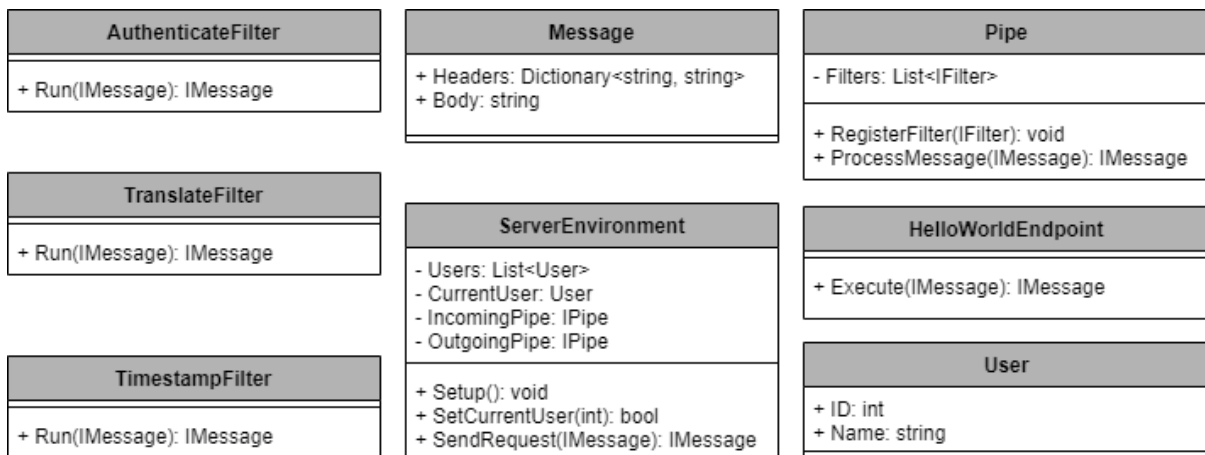 AuthenticateFilter
+ Run(IMessage): IMessage
TranslateFilter
+ Run(IMessage): IMessage
TimestampFilter
+ Run(IMessage): IMessage
Message
+ Headers: Dictionary<string, string>
+ Body: string
ServerEnvironment
- Users: List<User>
- CurrentUser: User
- IncomingPipe: IPipe
- OutgoingPipe: IPipe
+ Setup(): void
+ SetCurrentUser(int): bool
+ SendRequest(IMessage): IMessage
Pipe
- Filters: List<IFilter>
+ RegisterFilter(IFilter): void
+ ProcessMessage(IMessage): IMessage
HelloWorldEndpoint
+ Execute(IMessage): IMessage
User
+ ID: int
+ Name: string